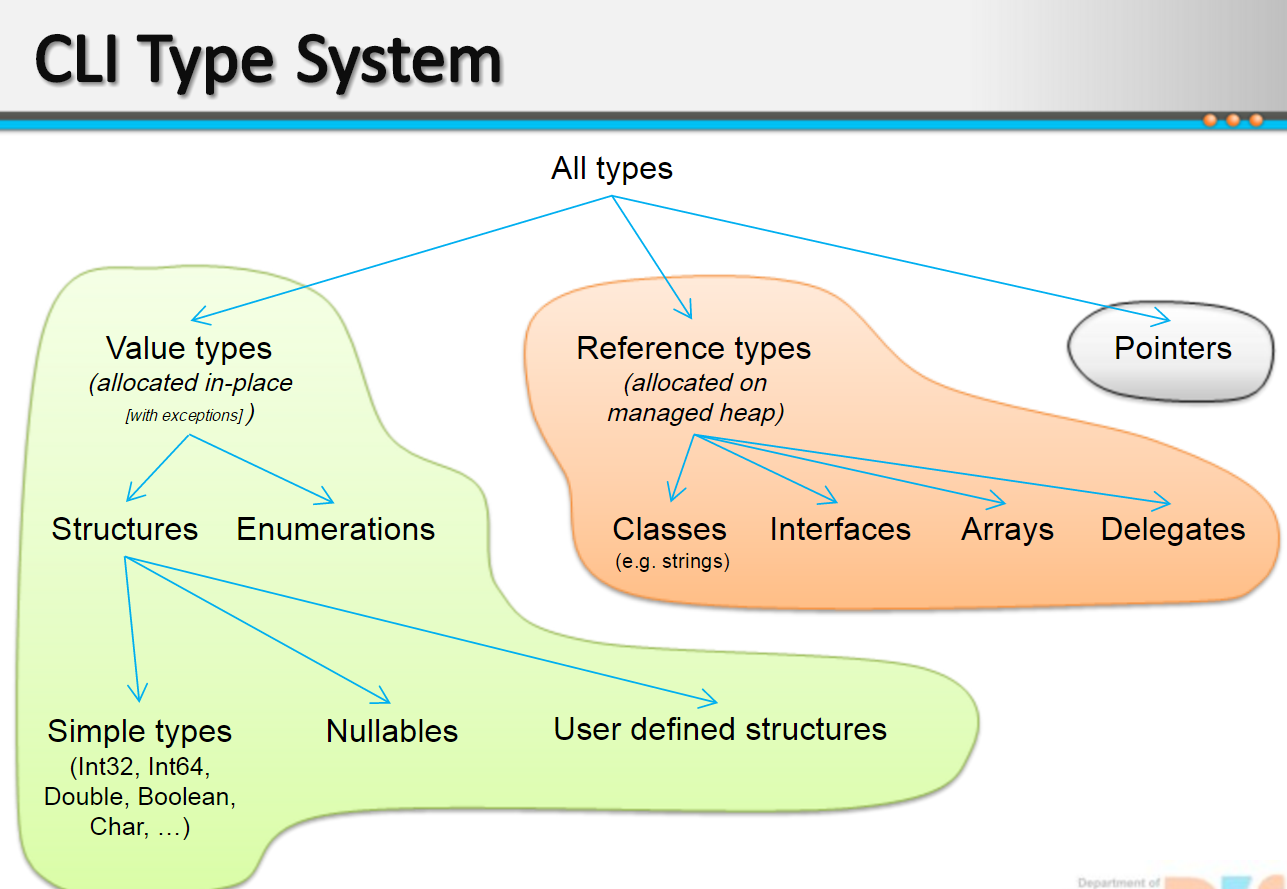 CLI Type System
All types
Value types
(allocated in-place
[with exceptions] )
Reference types
(allocated on
managed heap)
Pointers
Structures
Enumerations
Classes
(e.g. strings)
Interfaces
Arrays
Delegates
Simple types
(Int32, Int64,
Double, Boolean,
Char, …)
Nullables
User defined structures
Department of